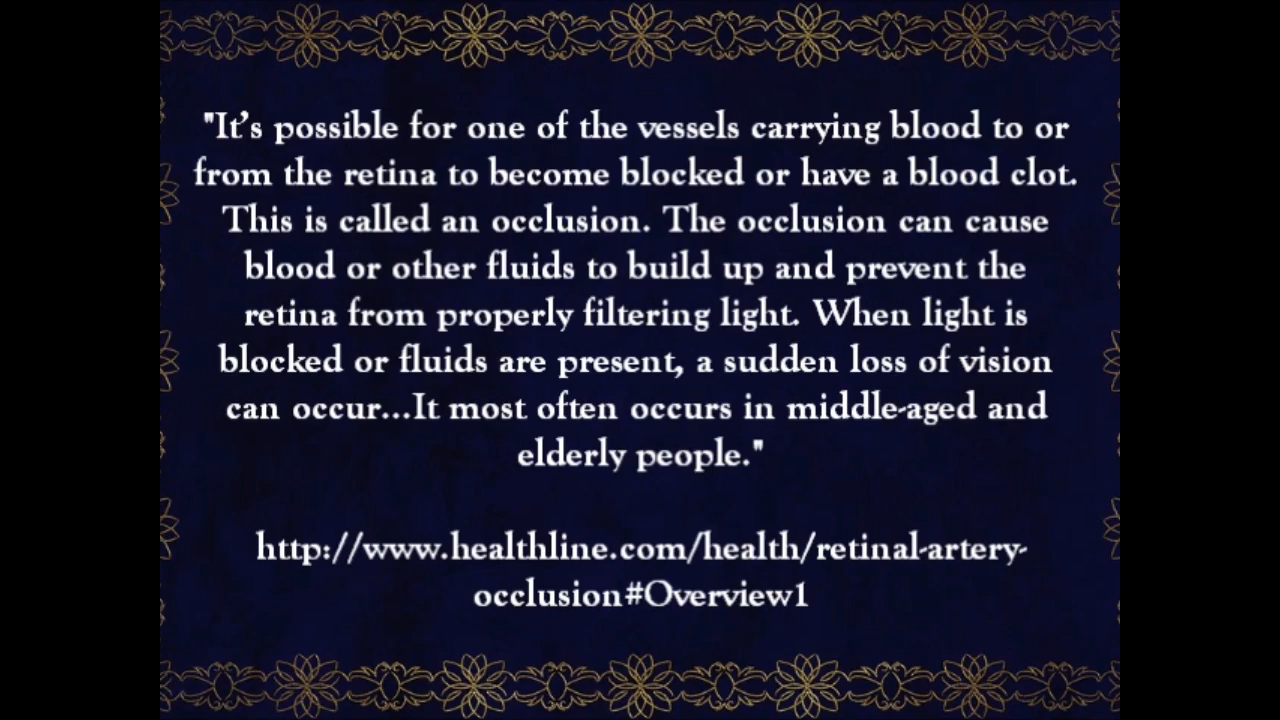 "It's possible for one of the vessels carrying blood to or
from the retina to become blocked or have a blood clot.
This is called an occlusion. The occlusion can cause
blood or other fluids to build up and prevent the
retina from properly filtering light. When light is
blocked or fluids are present, a sudden loss of vision
can occur...It most often occurs in middle-aged and
elderly people."
http://www.healthline.com/health/retinal-artery-
occlusion#Overview1